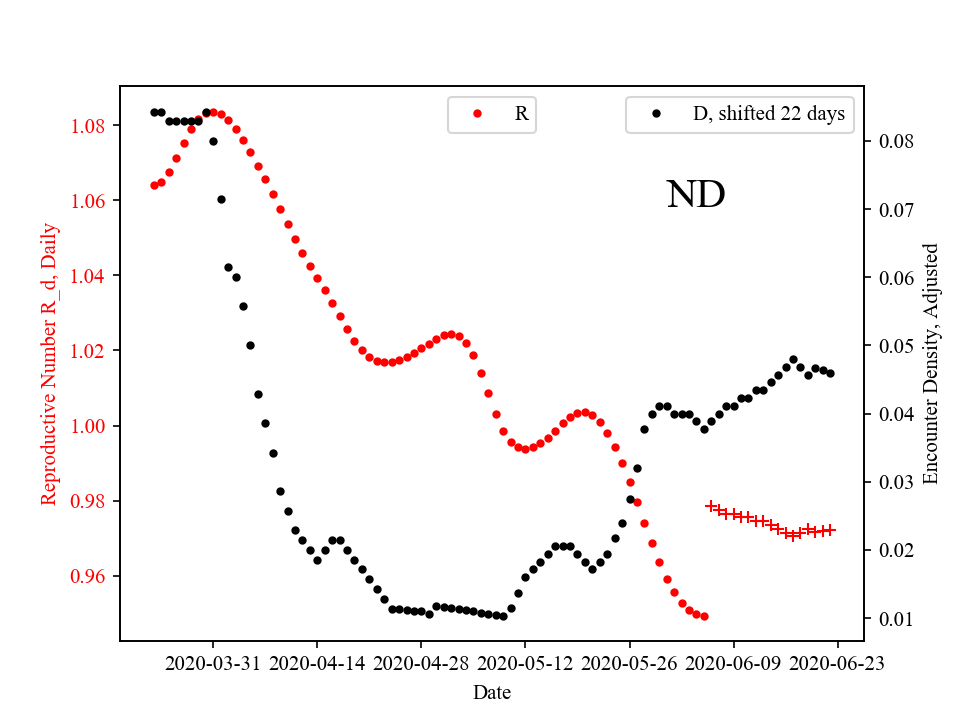 R
D, shifted 22 days
ND
Reproductive Number R_d, Daily
1.08
1.06
1.04
1.02
1.00
0.98
0.96
Encounter Density, Adjusted
0.08
0.07
0.06
0.05
0.04
0.03
0.02
0.01
2020-03-31 2020-04-14 2020-04-28 2020-05-12 2020-05-26 2020-06-09 2020-06-23
Date